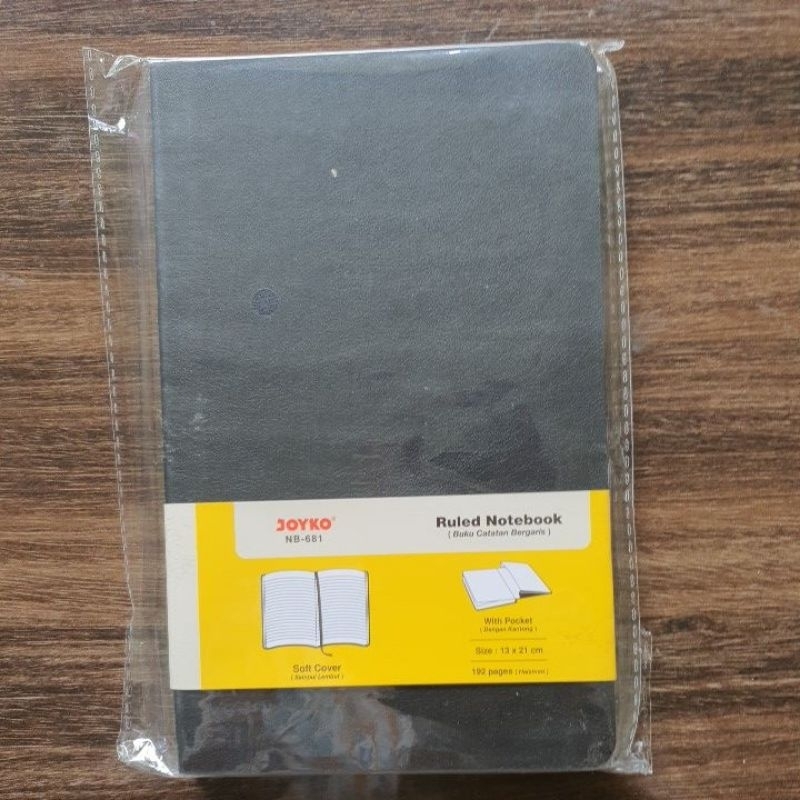 JOYKO
NB-681
Ruled Notebook
( Buku Catatan Bergaris )
Soft Cover
( Sampul Lembut )
With Pocket
( Dengan Kantong )
Size : 13 x 21 cm
192 pages ( Halaman )